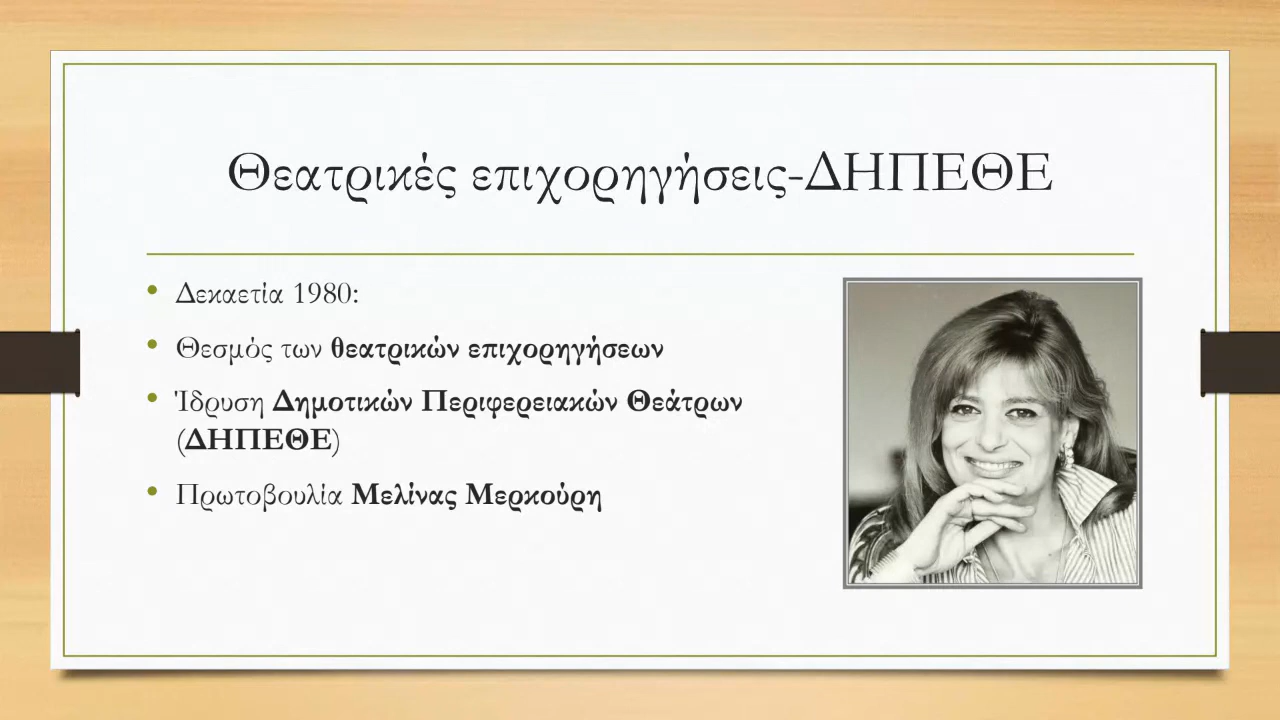 Θεατρικές επιχορηγήσεις-ΔΗΠΕΘΕ
• Δεκαετία 1980:
• Θεσμός των θεατρικών επιχορηγήσεων
• Ίδρυση Δημοτικών Περιφερειακών Θεάτρων
(ΔΗΠΕΘΕ)
• Πρωτοβουλία Μελίνας Μερκούρη